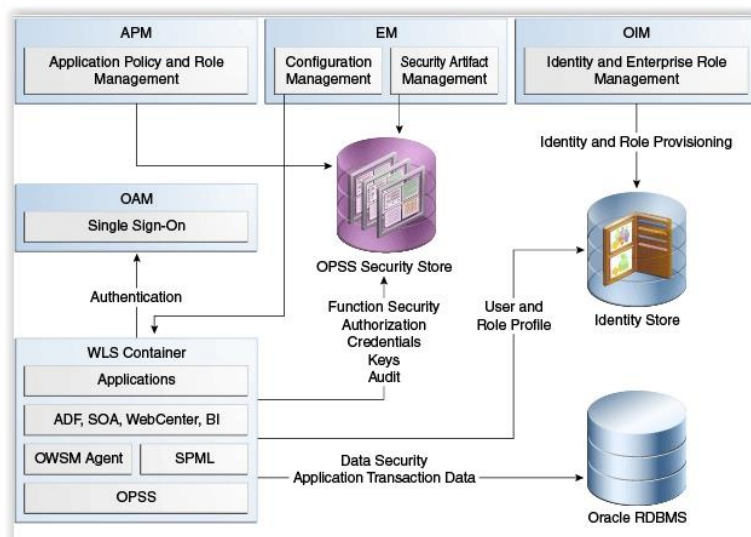 APM
Application Policy and Role
Management
EM
Configuration
Management
Security Artifact
Management
OIM
Identity and Enterprise Role
Management
Identity and Role Provisioning
OAM
Single Sign-On
OPSS Security Store
Authentication
Function Security
Authorization
Credentials
Keys
Audit
User and
Role Profile
Identity Store
WLS Container
Applications
ADF, SOA, WebCenter, BI
OWSM Agent
SPML
OPSS
Data Security
Application Transaction Data
Oracle RDBMS